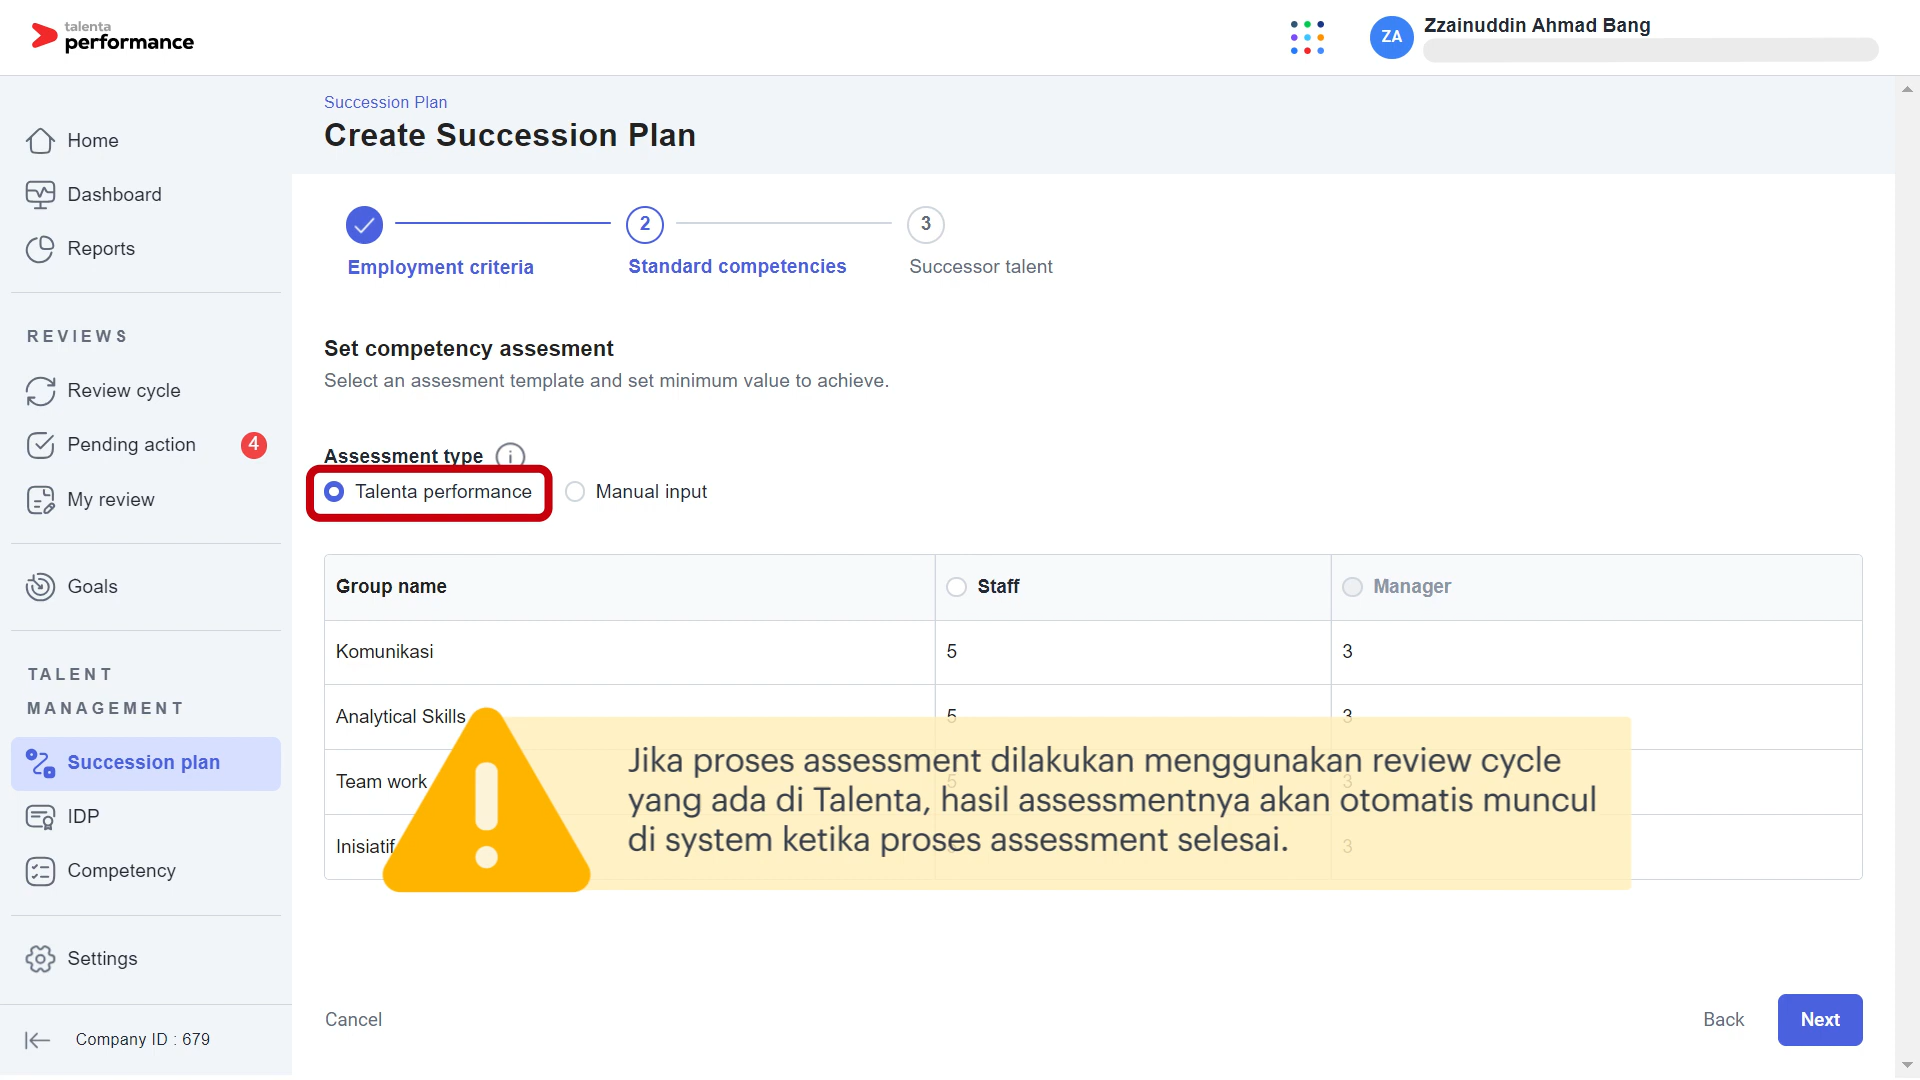 talenta
performance
ZA
Zzainuddin Ahmad Bang
Home
Dashboard
Reports
REVIEWS
Review cycle
Pending action
4
My review
Goals
TALENT
MANAGEMENT
Succession plan
IDP
Competency
Settings
Company ID : 679
Succession Plan
Create Succession Plan
2
3
Employment criteria
Standard competencies
Successor talent
Set competency assesment
Select an assesment template and set minimum value to achieve.
Assessment type
Talenta performance
Manual input
Group name
Staff
Manager
Komunikasi
5
3
Analytical Skills
5
3
Team work
5
3
Inisiatif
3
Jika proses assessment dilakukan menggunakan review cycle
yang ada di Talenta, hasil assessmentnya akan otomatis muncul
di system ketika proses assessment selesai.
Cancel
Back
Next